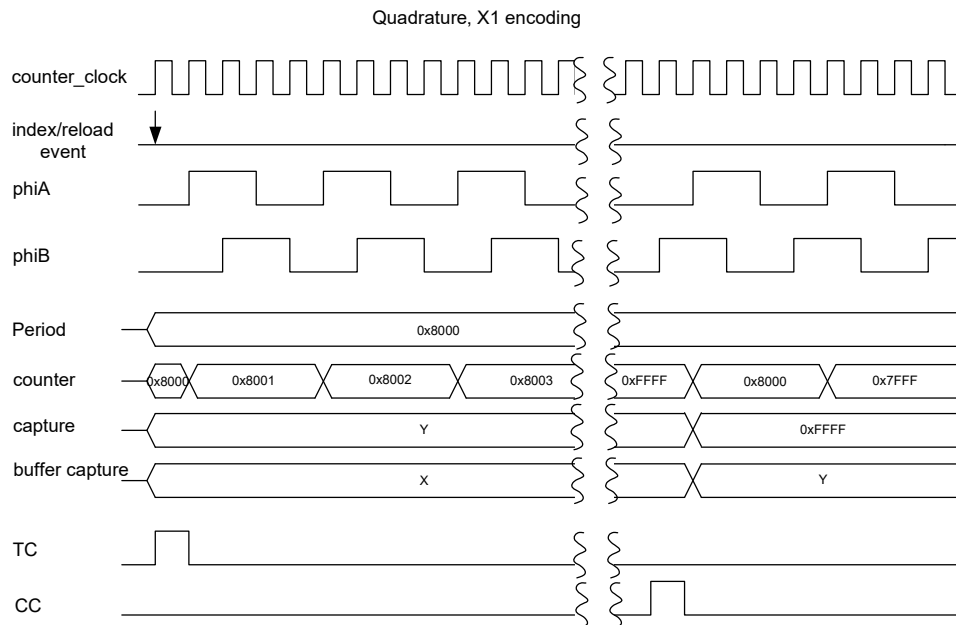 Quadrature, X1 encoding
counter_clock
index/reload
event
phiA
phiB
Period
0x8000
counter
0x8000 0x8001 0x8002 0x8003 0xFFFF 0x8000 0x7FFF
capture
Y 0xFFFF
buffer capture
X Y
TC
CC